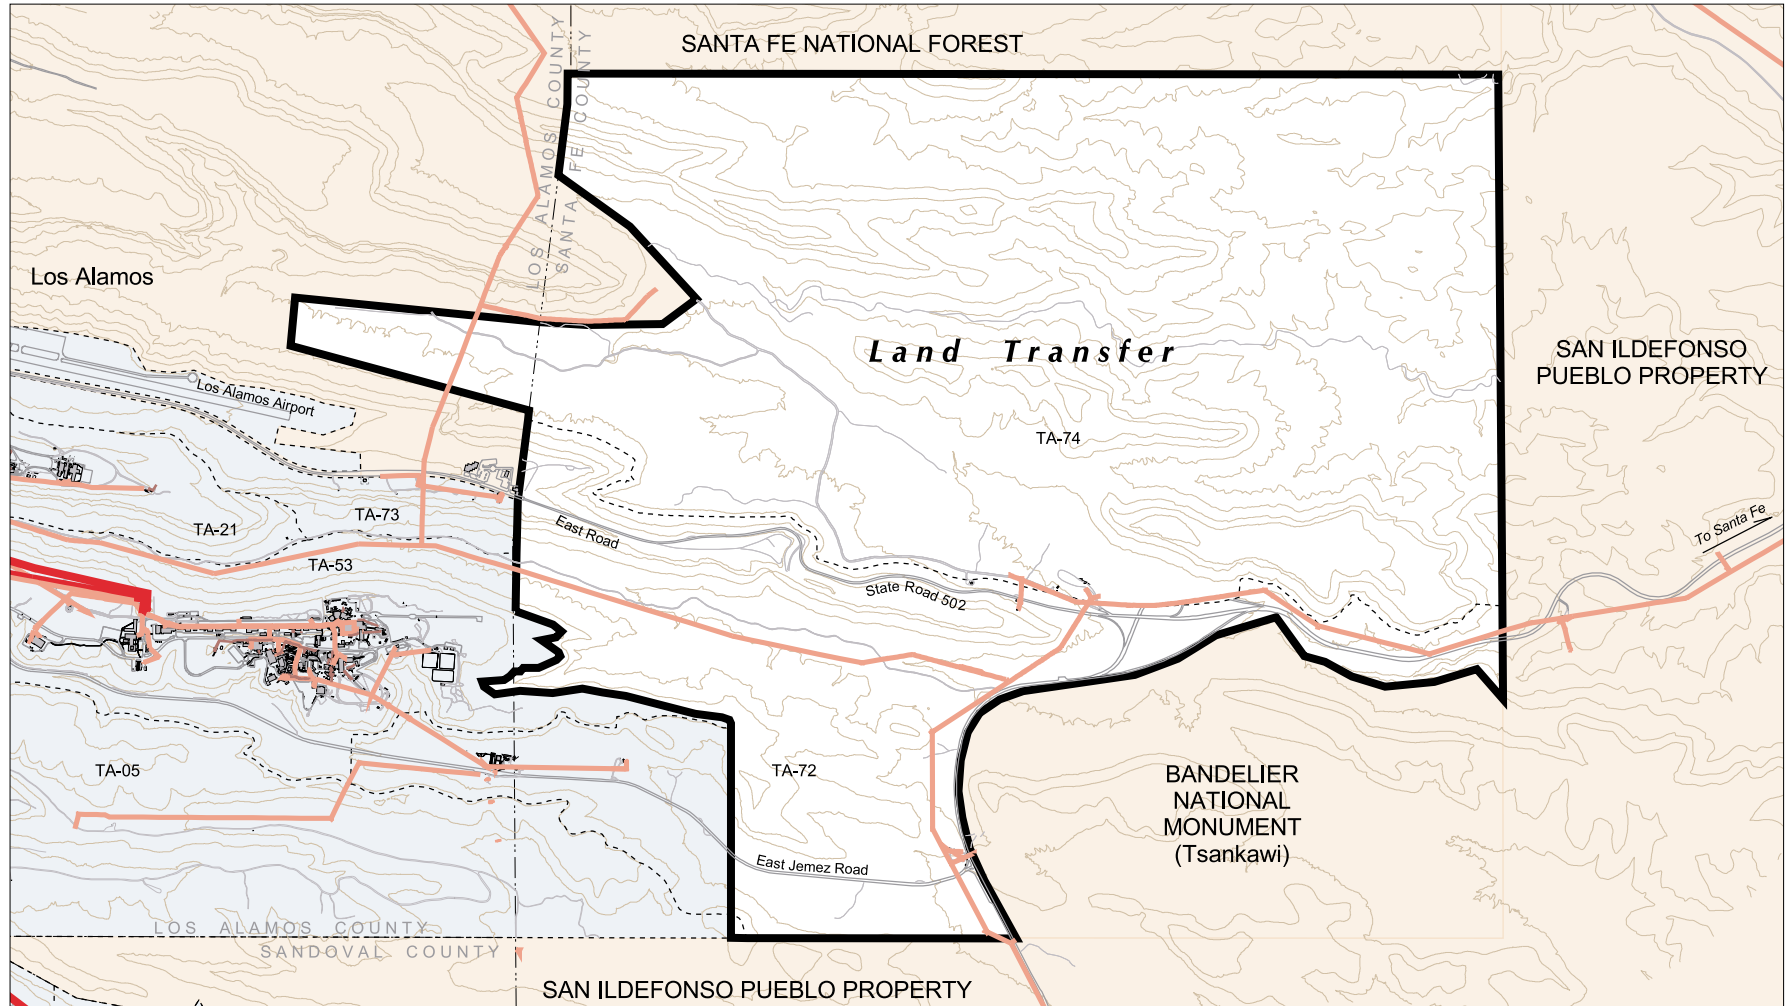 SANTA FE NATIONAL FOREST
LOS ALAMOS COUNTY
SANTA FE COUNTY
Los Alamos
Land Transfer
SAN ILDEFONSO
PUEBLO PROPERTY
Los Alamos Airport
TA-74
TA-73
TA-21
East Road
To Santa Fe
TA-53
State Road 502
TA-05
TA-72
BANDELIER
NATIONAL
MONUMENT
(Tsankawi)
East Jemez Road
LOS ALAMOS COUNTY
SANDOVAL COUNTY
SAN ILDEFONSO PUEBLO PROPERTY